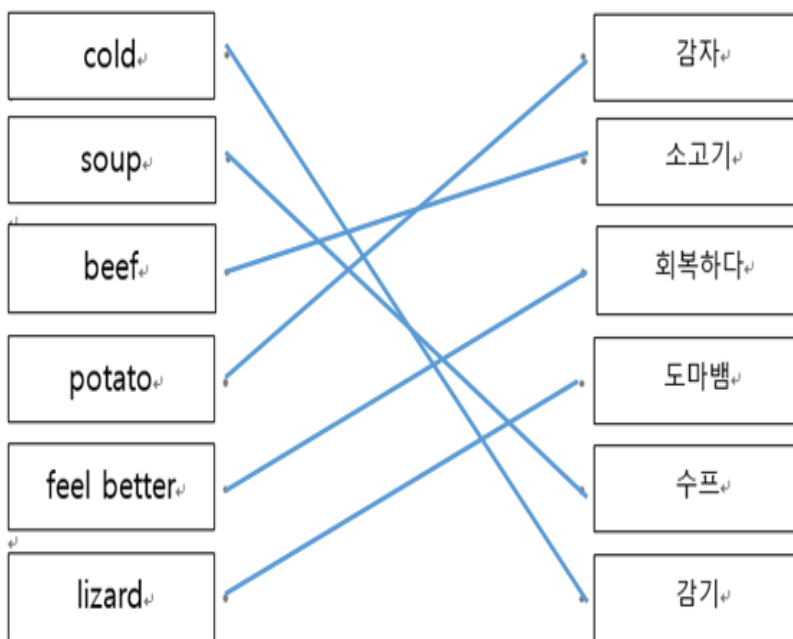 cold
감자
soup
소고기
beef
회복하다
potato
도마뱀
feel better
수프
lizard
감기